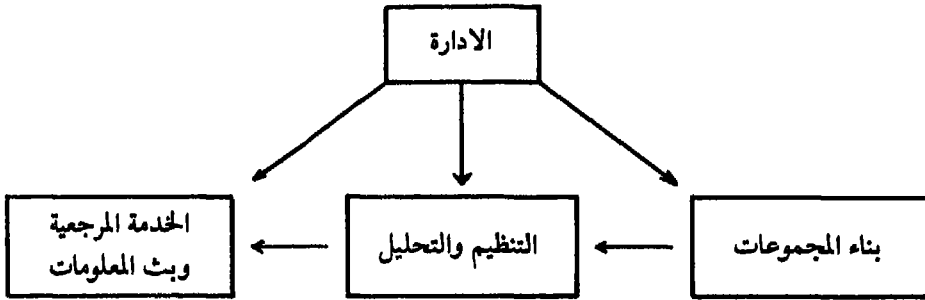 الادارة
بناء المجموعات
التنظيم والتحليل
الخدمة المرجعية
وبث المعلومات